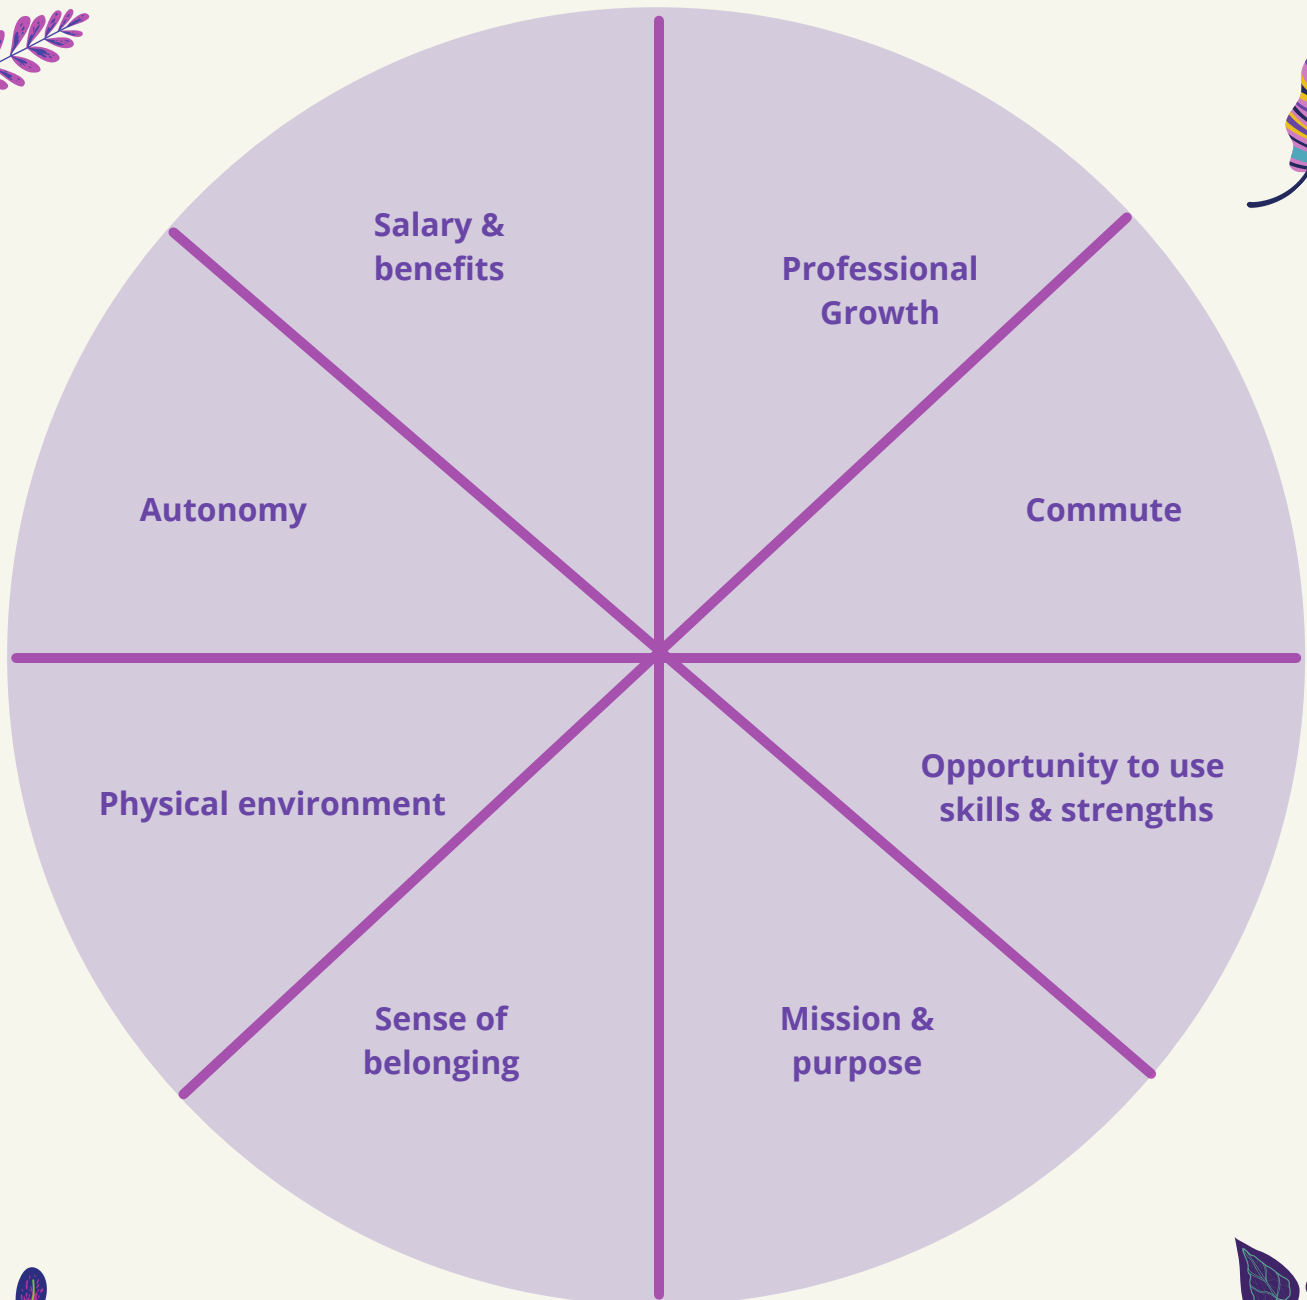 Salary &
benefits
Professional
Growth
Autonomy
Commute
Physical environment
Opportunity to use
skills & strengths
Sense of
belonging
Mission &
purpose